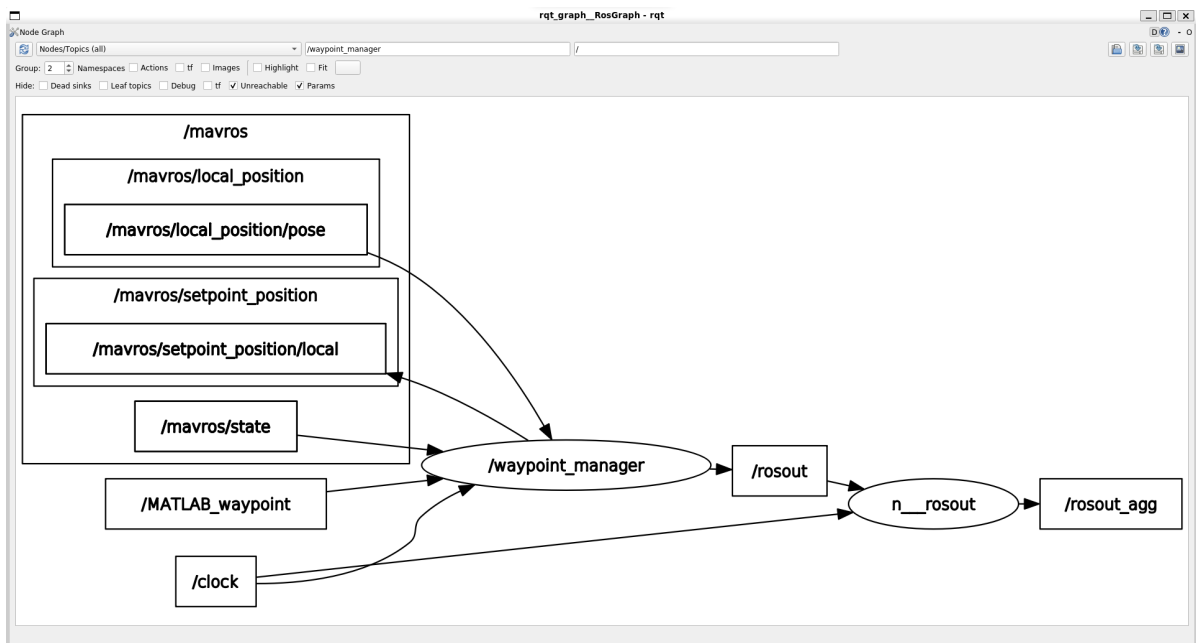 rqt_graph__RosGraph - rqt
Node Graph
D - O
Nodes/Topics (all) /waypoint_manager /
Group: 2 Namespaces Actions tf Images Highlight Fit
Hide: Dead sinks Leaf topics Debug tf Unreachable Params
/mavros
/mavros/local_position
/mavros/local_position/pose
/mavros/setpoint_position
/mavros/setpoint_position/local
/mavros/state
/waypoint_manager
/rosout
/MATLAB_waypoint
n___rosout
/rosout_agg
/clock